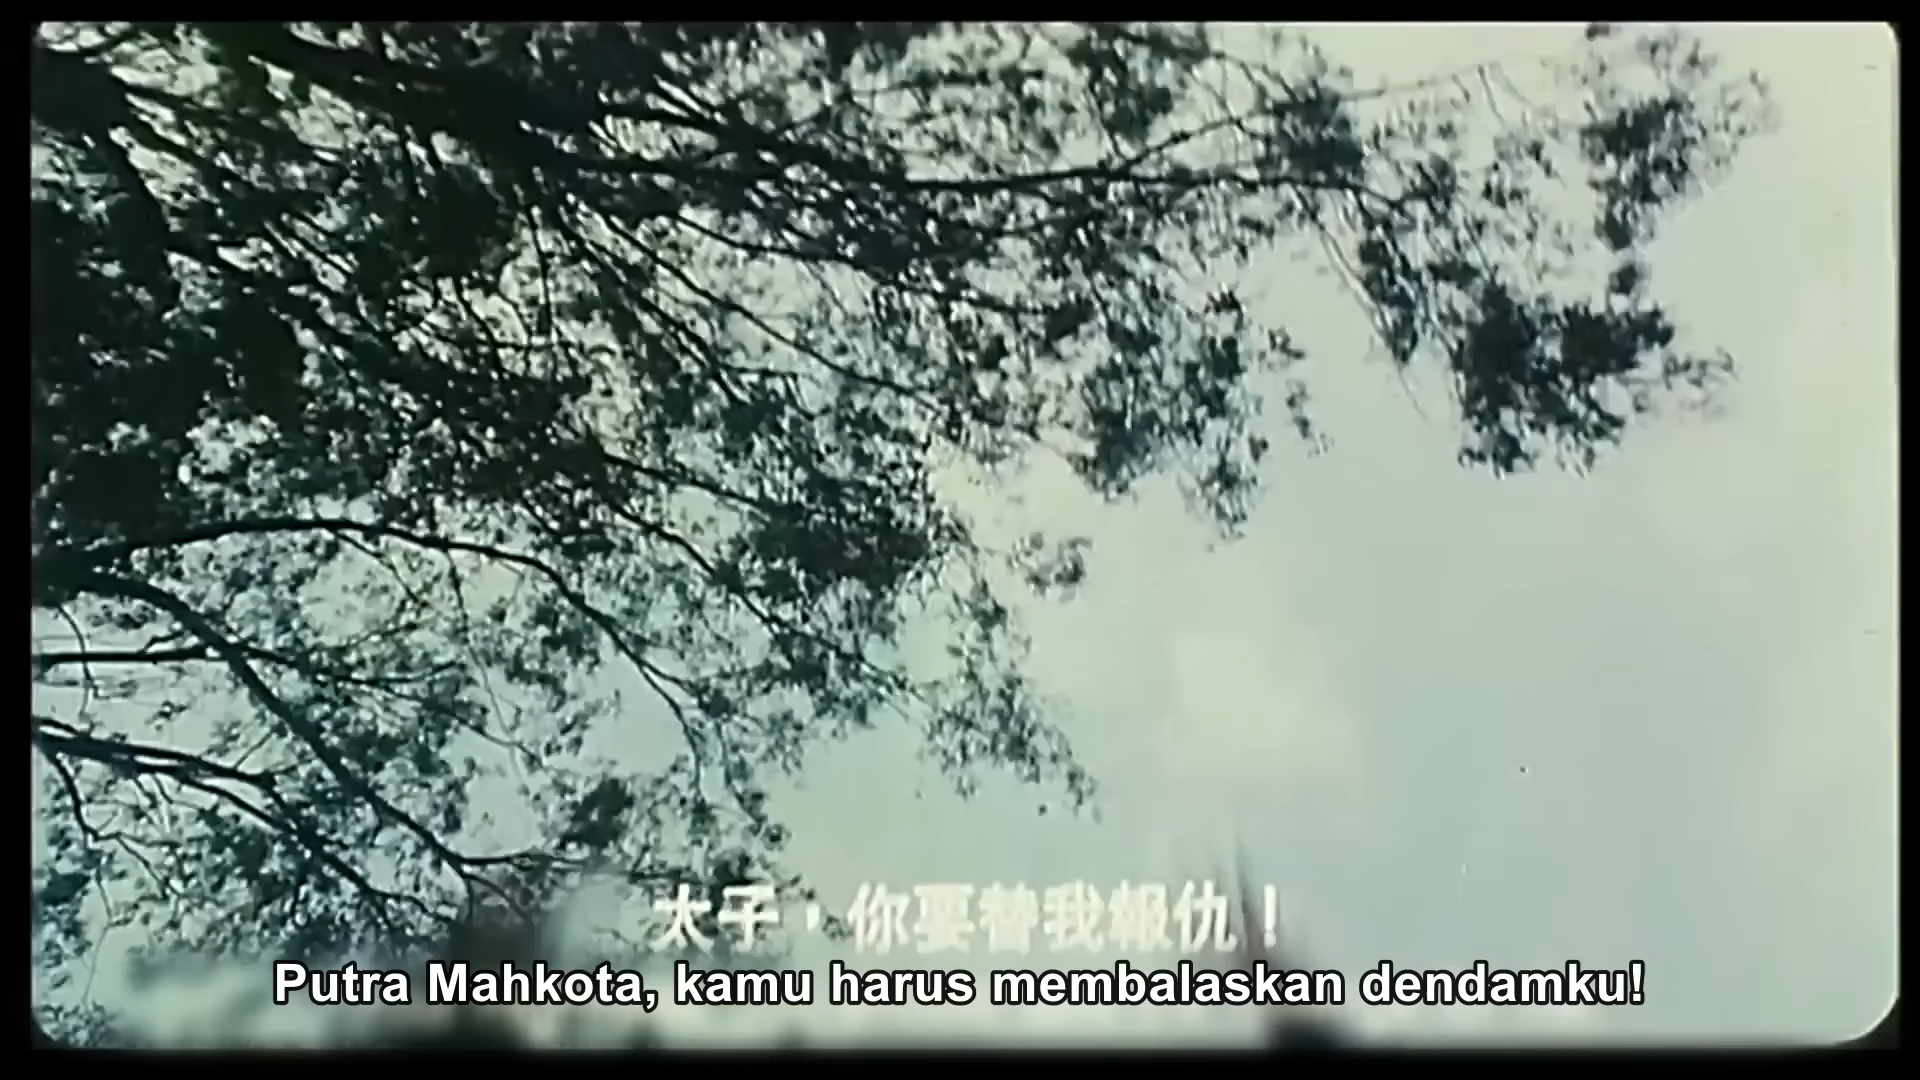 太子，你要替我報仇！
Putra Mahkota, kamu harus membalaskan dendamku!